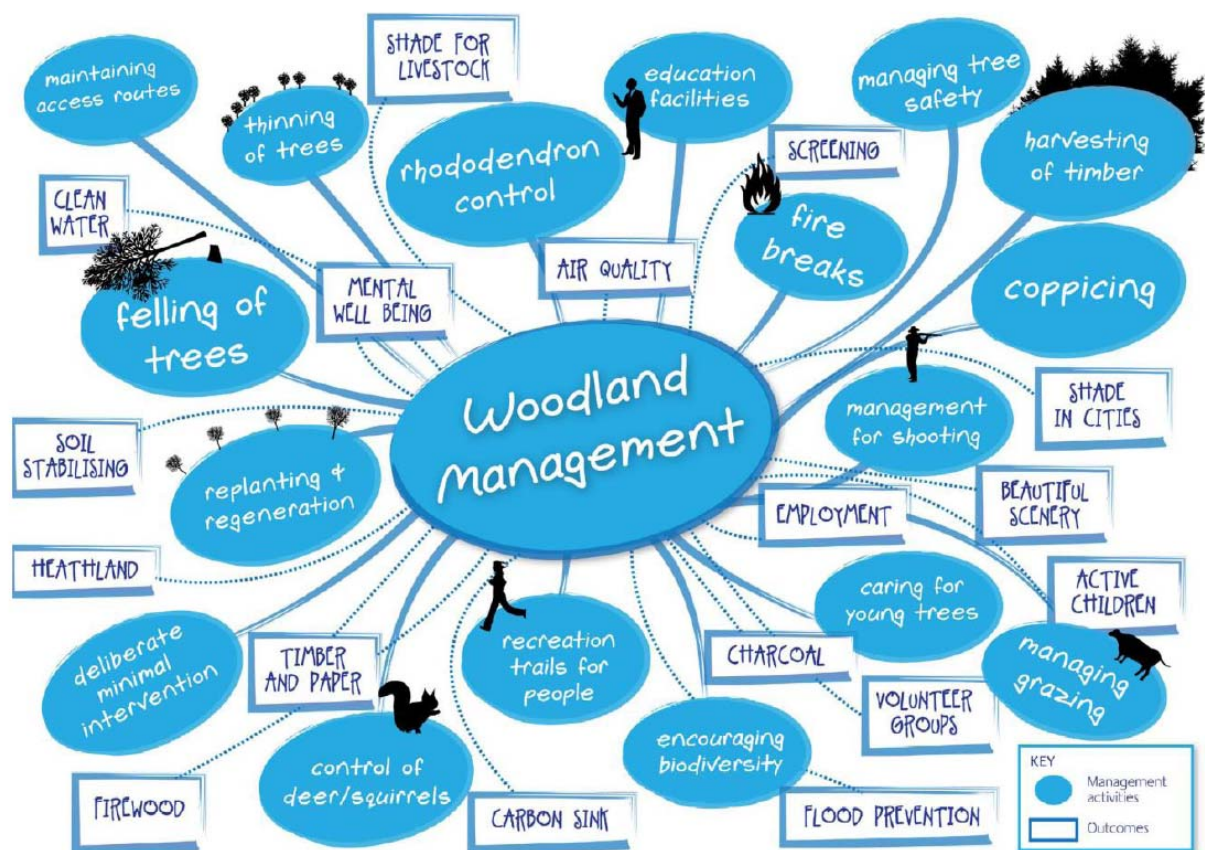 maintaining
access routes
thinning
of trees
SHADE FOR
LIVESTOCK
education
facilities
managing tree
safety
harvesting
of timber
rhododendron
control
SCREENING
CLEAN
WATER
fire
breaks
AIR QUALITY
MENTAL
WELL BEING
felling of
trees
coppicing
Woodland
Management
SHADE
IN CITIES
management
for shooting
SOIL
STABILISING
replanting &
regeneration
BEAUTIFUL
SCENERY
EMPLOYMENT
HEATHLAND
ACTIVE
CHILDREN
caring for
young trees
deliberate
minimal
intervention
TIMBER
AND PAPER
recreation
trails for
people
CHARCOAL
managing
grazing
VOLUNTEER
GROUPS
encouraging
biodiversity
control of
deer/squirrels
FIREWOOD
CARBON SINK
FLOOD PREVENTION
KEY
Management
activities
Outcomes